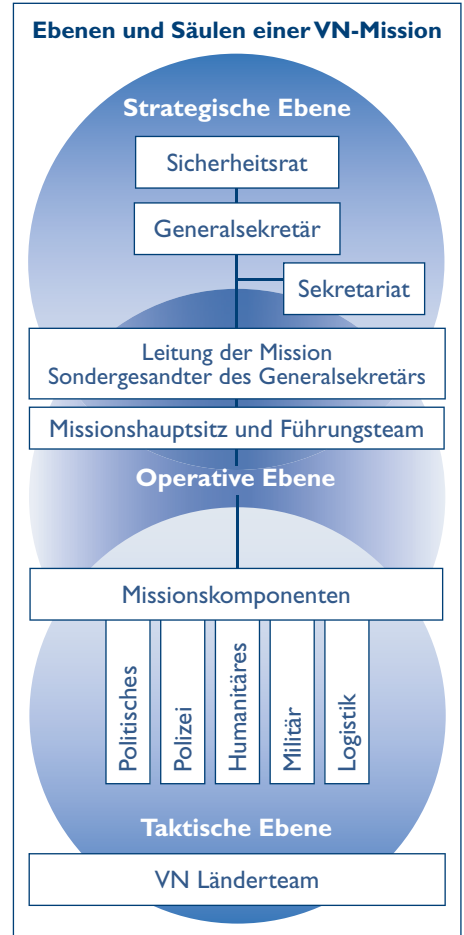 Ebenen und Säulen einer VN-Mission
Strategische Ebene
Sicherheitsrat
Generalsekretär
Sekretariat
Leitung der Mission
Sondergesandter des Generalsekretärs
Missionshauptsitz und Führungsteam
Operative Ebene
Missionskomponenten
Politisches
Polizei
Humanitäres
Militär
Logistik
Taktische Ebene
VN Länderteam